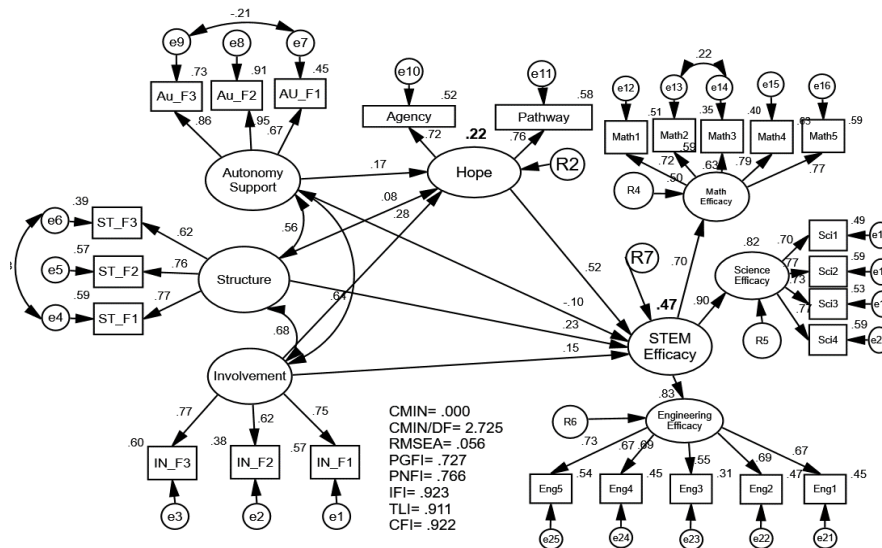 -.21
e9 e8 e7
.73 .91 .45
Au_F3 Au_F2 Au_F1
.86 .95 .67
Autonomy
Support
e10 e11
.52 .58
Agency Pathway
.72 .76
.22
Hope
R2
.17
.08
.28
.56
.64
.68
e6 .39 ST_F3 .62
e5 .57 ST_F2 .76
e4 .59 ST_F1 .77
Structure
Involvement
.77 .62 .75
.60 IN_F3 .38 IN_F2 .57 IN_F1
e3 e2 e1
.52
-.10
.23
.15
R7
.47
STEM
Efficacy
.70
.90
.83
.22
e12 e13 e14 e15 e16
.51 .35 .40 .63 .59
Math1 Math2 Math3 Math4 Math5
.72 .59 .63 .79 .77
R4 .50
Math
Efficacy
.82
Science
Efficacy
R5
.70 Sci1 .49
.77 Sci2 .59
.73 Sci3 .53
.77 Sci4 .59
R6
Engineering
Efficacy
.73 .67 .69 .55 .69 .67
Eng5 .54 Eng4 .45 Eng3 .31 Eng2 .47 Eng1 .45
e25 e24 e23 e22 e21
CMIN= .000
CMIN/DF= 2.725
RMSEA= .056
PGFI= .727
PNFI= .766
IFI= .923
TLI= .911
CFI= .922